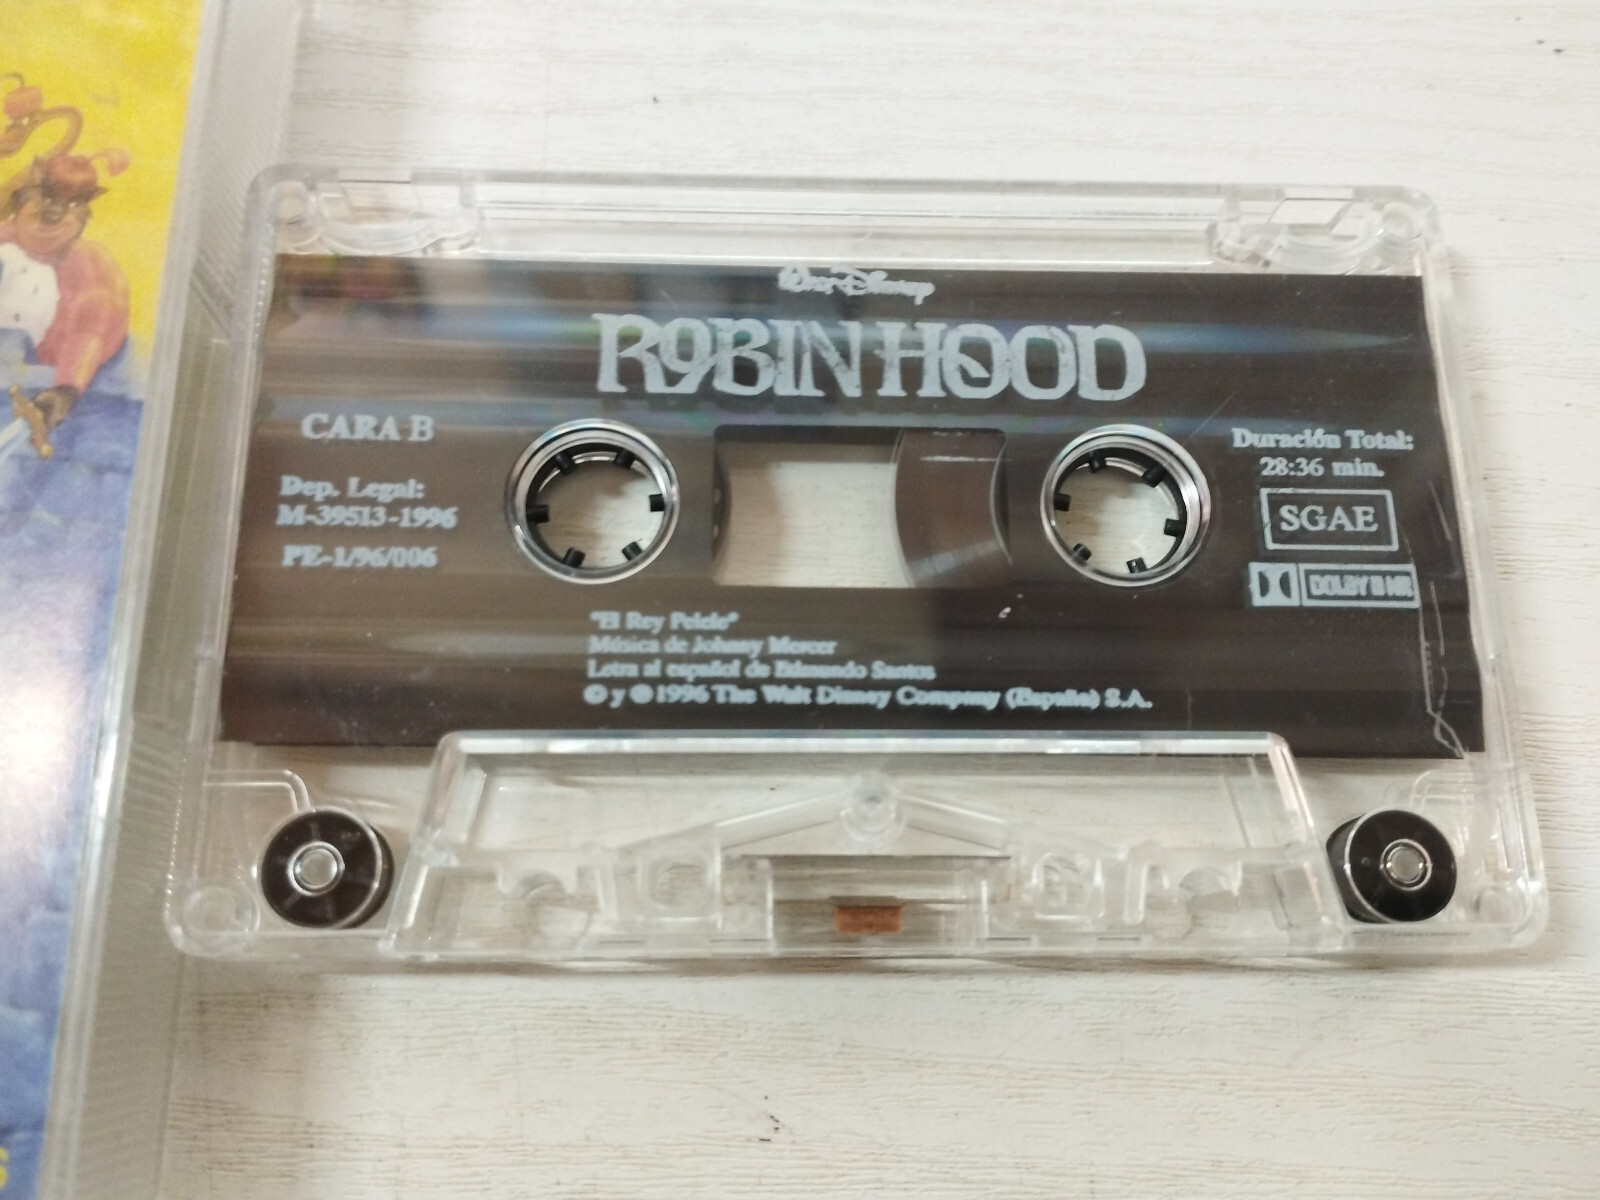 Walt Disney
ROBIN HOOD
CARA B
Dep. Legal:
M-39513-1996
PE-1/96/006
Duración Total:
28:36 min.
SGAE
DOLBY B NR
"El Rey Pelele"
Música de Johnny Mercer
Letra al español de Edmundo Santos
© y ℗ 1996 The Walt Disney Company (España) S.A.